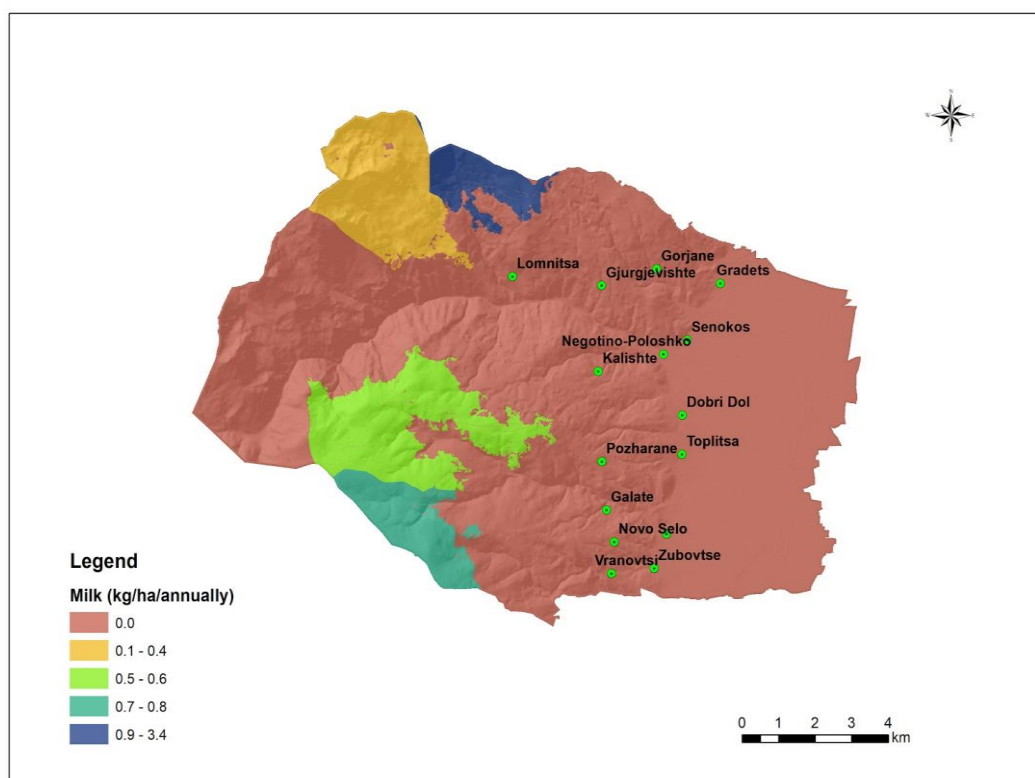 N
W
E
S
Gorjane
Lomnitsa
Gjurgjevishte
Gradets
Senokos
Negotino-Poloshko
Kalishte
Dobri Dol
Toplitsa
Pozharane
Galate
Novo Selo
Zubovtse
Vranovtsi
Legend
Milk (kg/ha/annually)
0.0
0.1 - 0.4
0.5 - 0.6
0.7 - 0.8
0.9 - 3.4
0 1 2 3 4
km